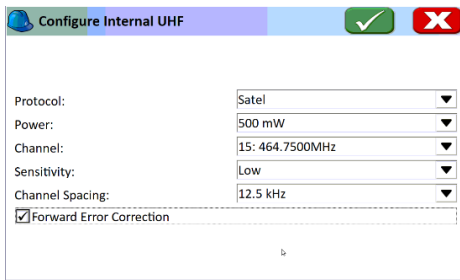 Configure Internal UHF
Protocol: Satel
Power: 500 mW
Channel: 15: 464.7500MHz
Sensitivity: Low
Channel Spacing: 12.5 kHz
Forward Error Correction